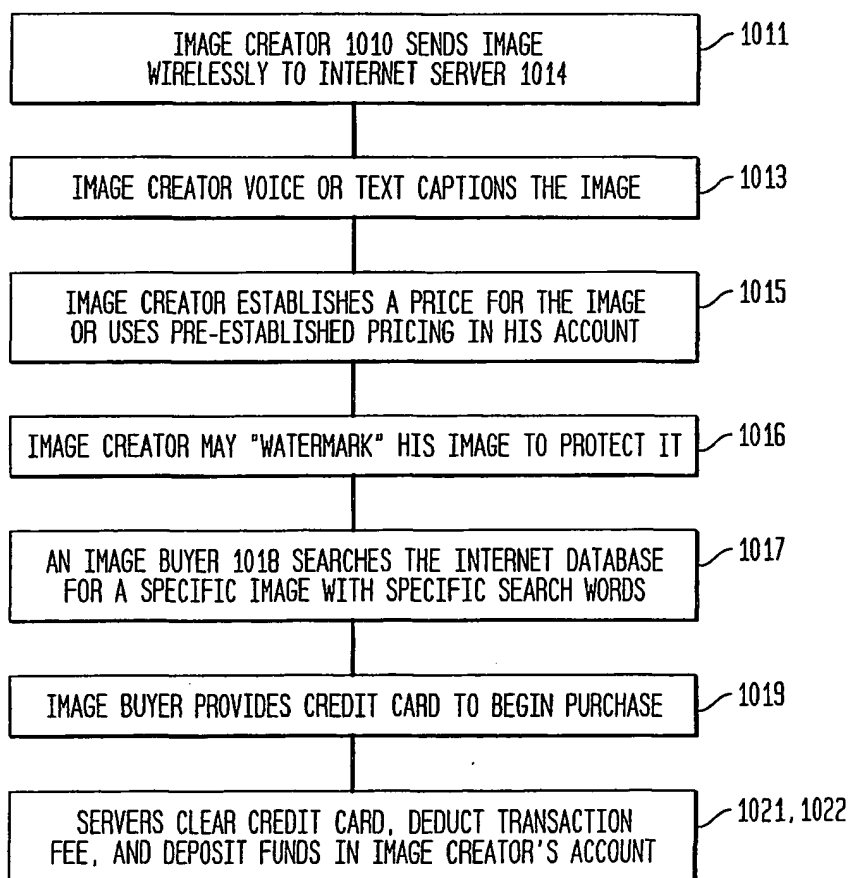 IMAGE CREATOR 1010 SENDS IMAGE
WIRELESSLY TO INTERNET SERVER 1014
1011
IMAGE CREATOR VOICE OR TEXT CAPTIONS THE IMAGE
1013
IMAGE CREATOR ESTABLISHES A PRICE FOR THE IMAGE
OR USES PRE-ESTABLISHED PRICING IN HIS ACCOUNT
1015
IMAGE CREATOR MAY "WATERMARK" HIS IMAGE TO PROTECT IT
1016
AN IMAGE BUYER 1018 SEARCHES THE INTERNET DATABASE
FOR A SPECIFIC IMAGE WITH SPECIFIC SEARCH WORDS
1017
IMAGE BUYER PROVIDES CREDIT CARD TO BEGIN PURCHASE
1019
SERVERS CLEAR CREDIT CARD, DEDUCT TRANSACTION
FEE, AND DEPOSIT FUNDS IN IMAGE CREATOR'S ACCOUNT
1021, 1022